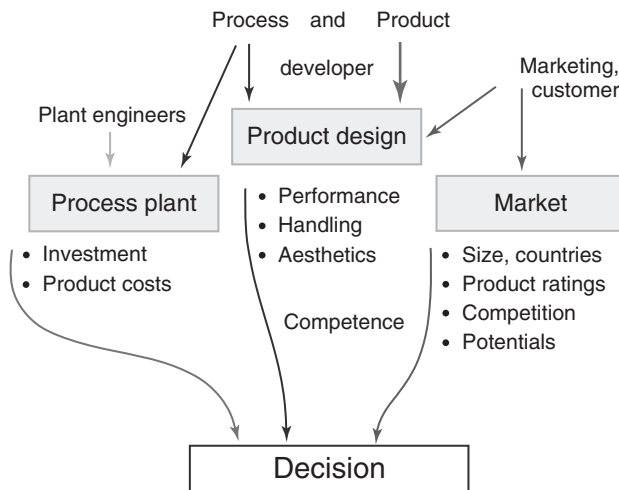 Process and Product
developer
Marketing,
customer
Plant engineers
Product design
Process plant
Market
• Performance
• Handling
• Aesthetics
• Investment
• Product costs
• Size, countries
• Product ratings
• Competition
• Potentials
Competence
Decision